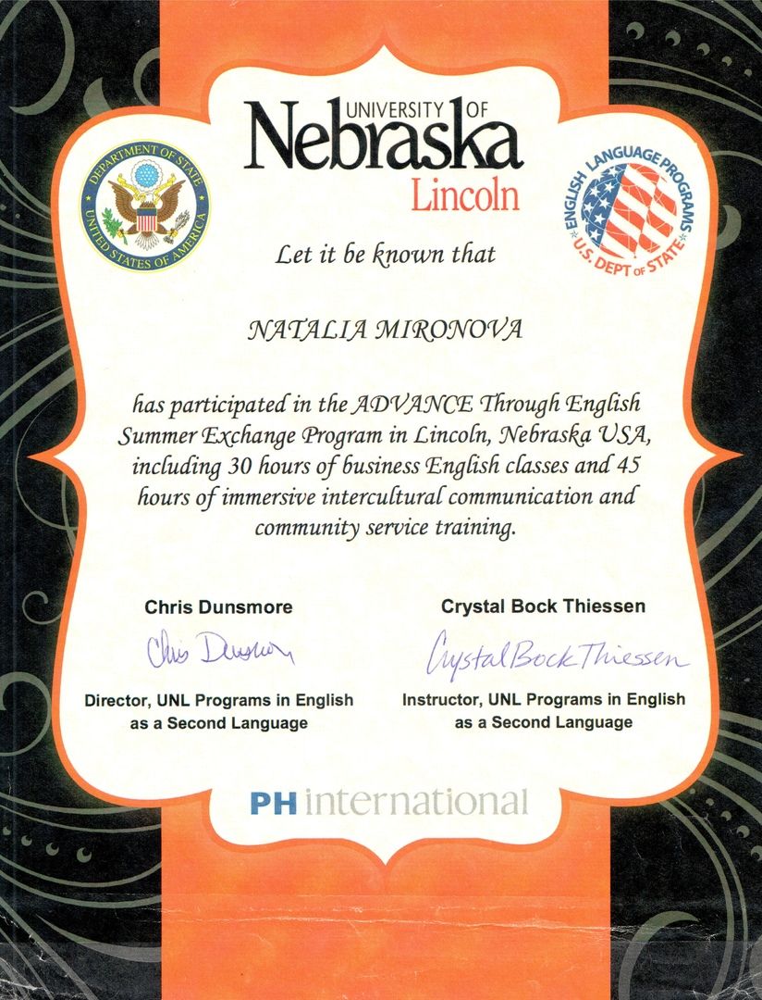 UNIVERSITY OF
Nebraska
Lincoln
DEPARTMENT OF STATE
UNITED STATES OF AMERICA
ENGLISH LANGUAGE PROGRAMS
U.S. DEPT OF STATE
Let it be known that
NATALIA MIRONOVA
has participated in the ADVANCE Through English
Summer Exchange Program in Lincoln, Nebraska USA,
including 30 hours of business English classes and 45
hours of immersive intercultural communication and
community service training.
Chris Dunsmore
Crystal Bock Thiessen
Chris Dunsmore
Crystal Bock Thiessen
Director, UNL Programs in English
as a Second Language
Instructor, UNL Programs in English
as a Second Language
PH international